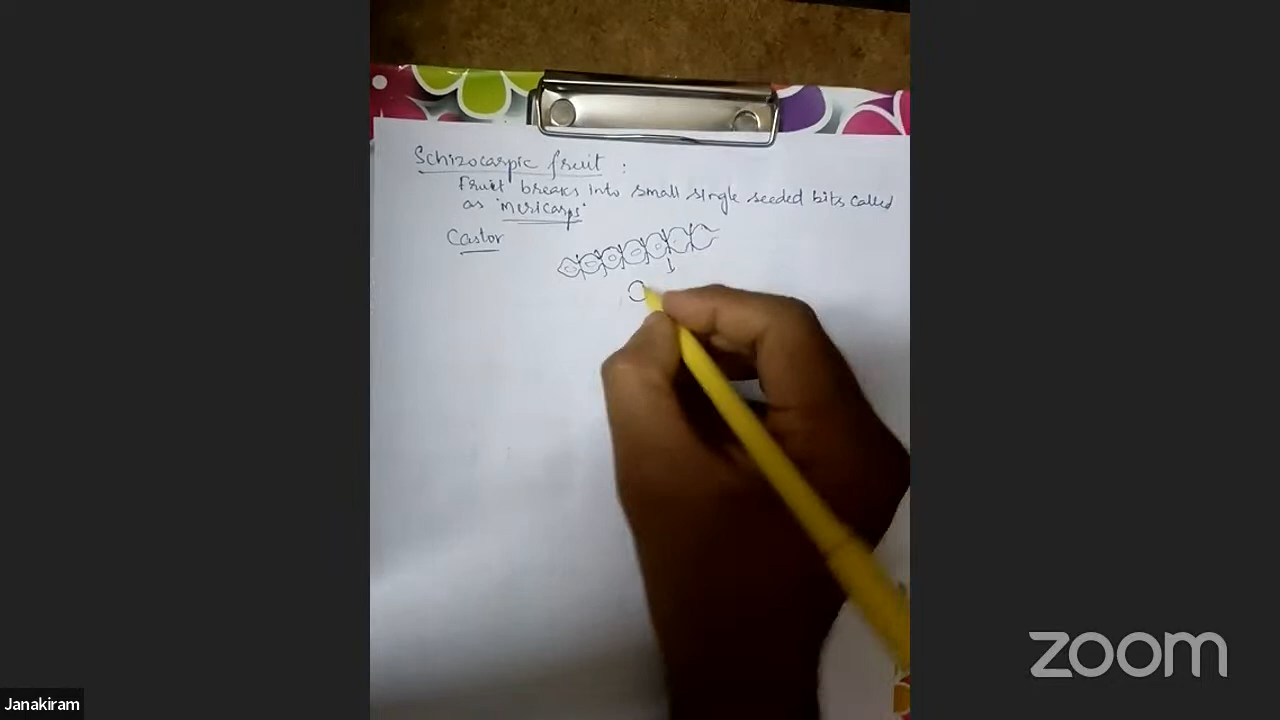 Schizocarpic fruit :
Fruit breaks into small single seeded bits called
as 'Mericarps'
Castor
zoom
Janakiram